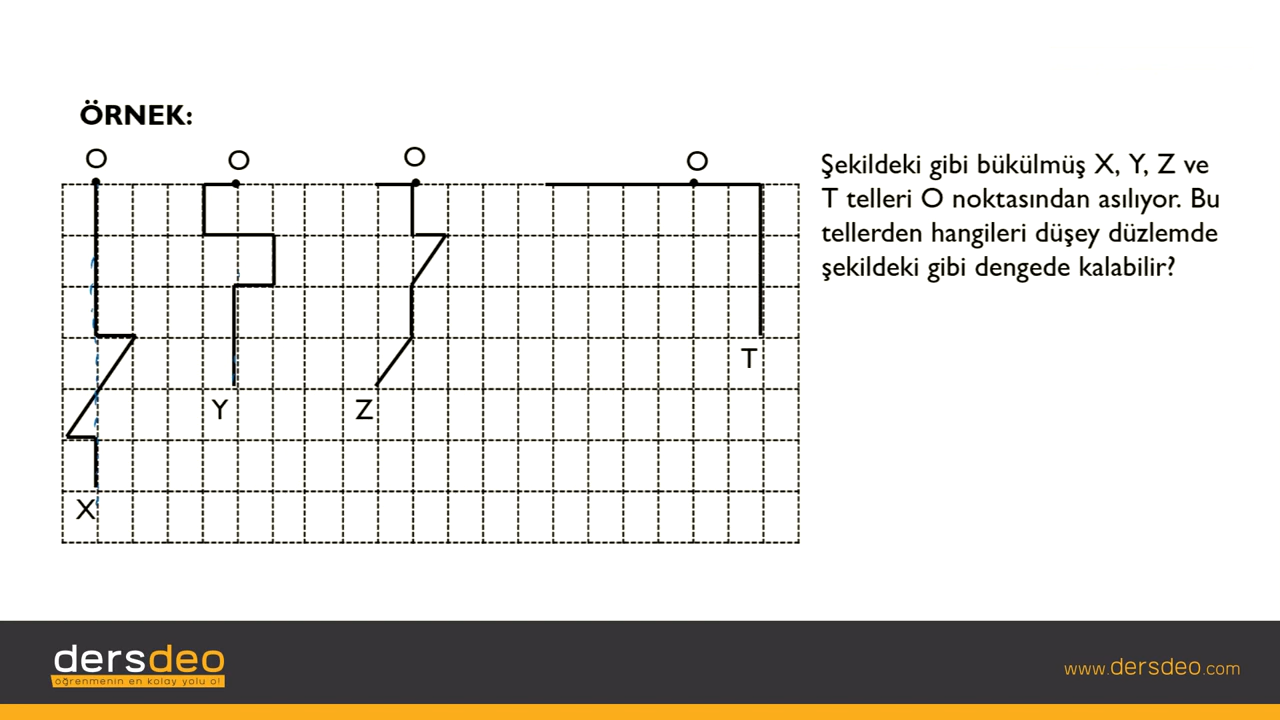 ÖRNEK:
O
O
O
O
Şekildeki gibi bükülmüş X, Y, Z ve
T telleri O noktasından asılıyor. Bu
tellerden hangileri düşey düzlemde
şekildeki gibi dengede kalabilir?
T
Y
Z
X
dersdeo
öğrenmenin en kolay yolu o!
www.dersdeo.com